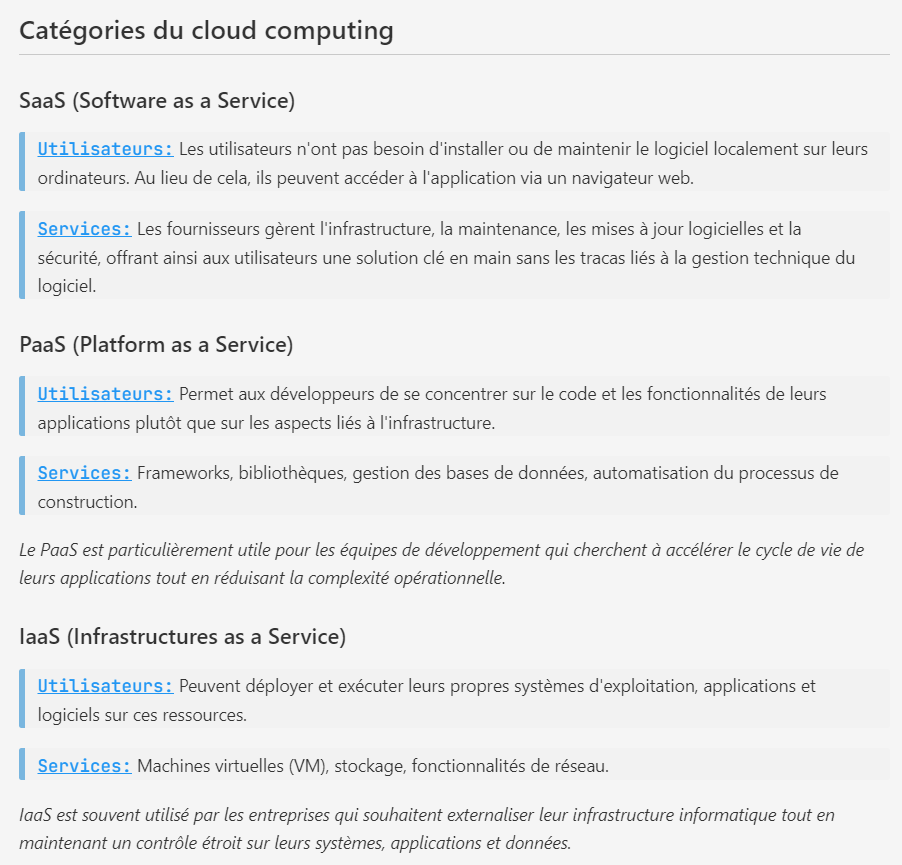 Catégories du cloud computing
SaaS (Software as a Service)
Utilisateurs: Les utilisateurs n'ont pas besoin d'installer ou de maintenir le logiciel localement sur leurs
ordinateurs. Au lieu de cela, ils peuvent accéder à l'application via un navigateur web.
Services: Les fournisseurs gèrent l'infrastructure, la maintenance, les mises à jour logicielles et la
sécurité, offrant ainsi aux utilisateurs une solution clé en main sans les tracas liés à la gestion technique du
logiciel.
PaaS (Platform as a Service)
Utilisateurs: Permet aux développeurs de se concentrer sur le code et les fonctionnalités de leurs
applications plutôt que sur les aspects liés à l'infrastructure.
Services: Frameworks, bibliothèques, gestion des bases de données, automatisation du processus de
construction.
Le PaaS est particulièrement utile pour les équipes de développement qui cherchent à accélérer le cycle de vie de
leurs applications tout en réduisant la complexité opérationnelle.
IaaS (Infrastructures as a Service)
Utilisateurs: Peuvent déployer et exécuter leurs propres systèmes d'exploitation, applications et
logiciels sur ces ressources.
Services: Machines virtuelles (VM), stockage, fonctionnalités de réseau.
IaaS est souvent utilisé par les entreprises qui souhaitent externaliser leur infrastructure informatique tout en
maintenant un contrôle étroit sur leurs systèmes, applications et données.